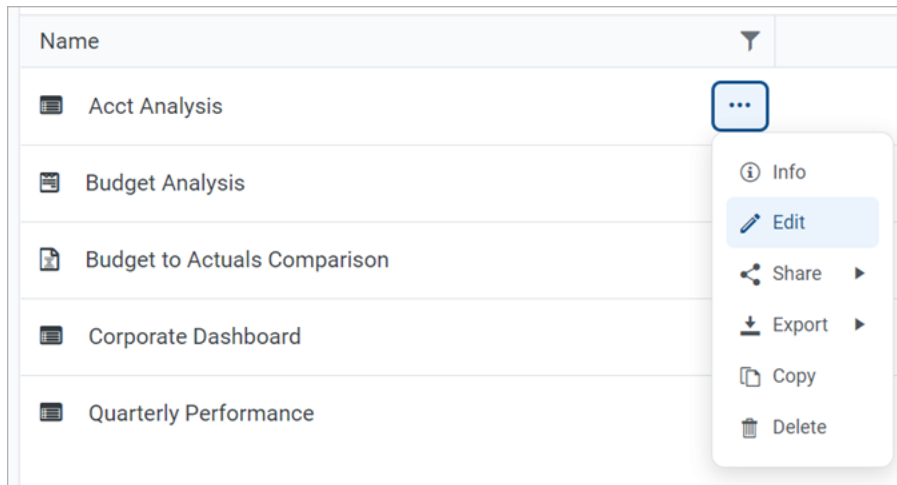 Name
Acct Analysis
Budget Analysis
Budget to Actuals Comparison
Corporate Dashboard
Quarterly Performance
Info
Edit
Share
Export
Copy
Delete